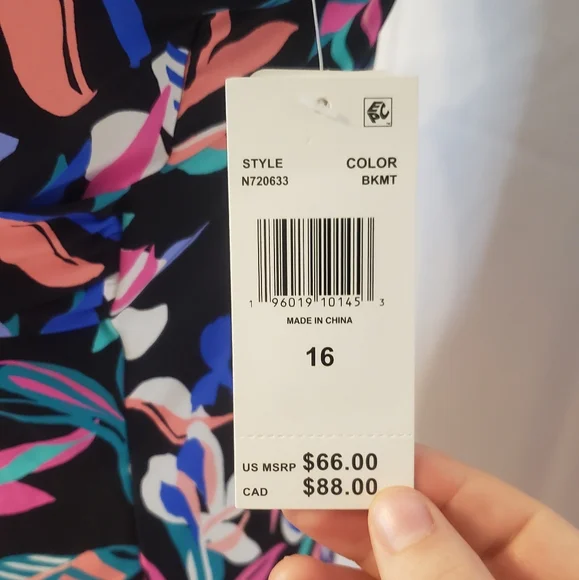 EPC
STYLE COLOR
N720633 BKMT
1 96019 10145 3
MADE IN CHINA
16
US MSRP $66.00
CAD $88.00